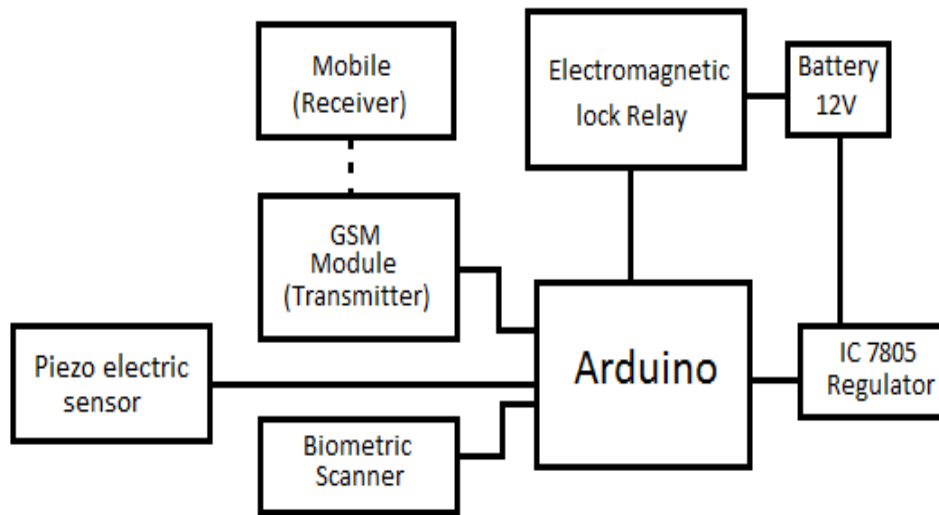 Mobile
(Receiver)
Electromagnetic
lock Relay
Battery
12V
GSM
Module
(Transmitter)
Piezo electric
sensor
Arduino
IC 7805
Regulator
Biometric
Scanner